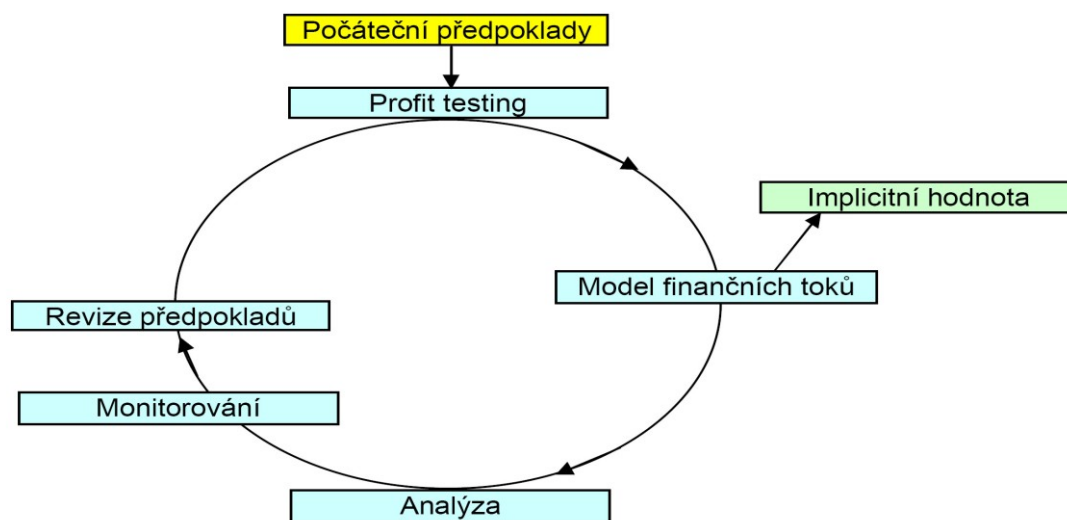 Počáteční předpoklady
Profit testing
Implicitní hodnota
Model finančních toků
Revize předpokladů
Monitorování
Analýza